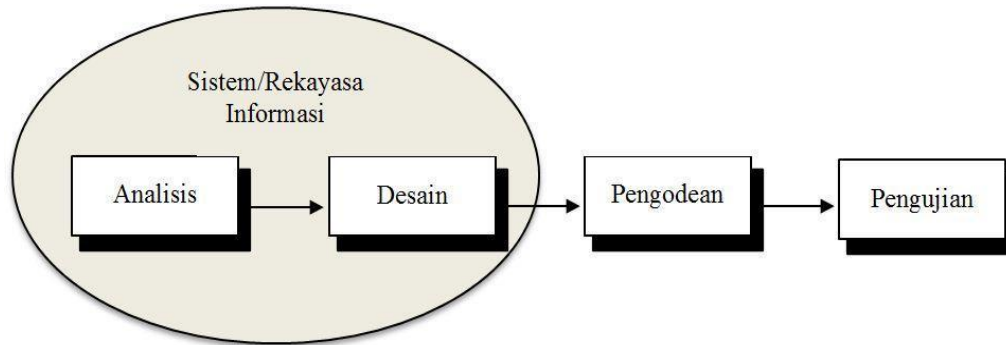 Sistem/Rekayasa
Informasi
Analisis
Desain
Pengodean
Pengujian